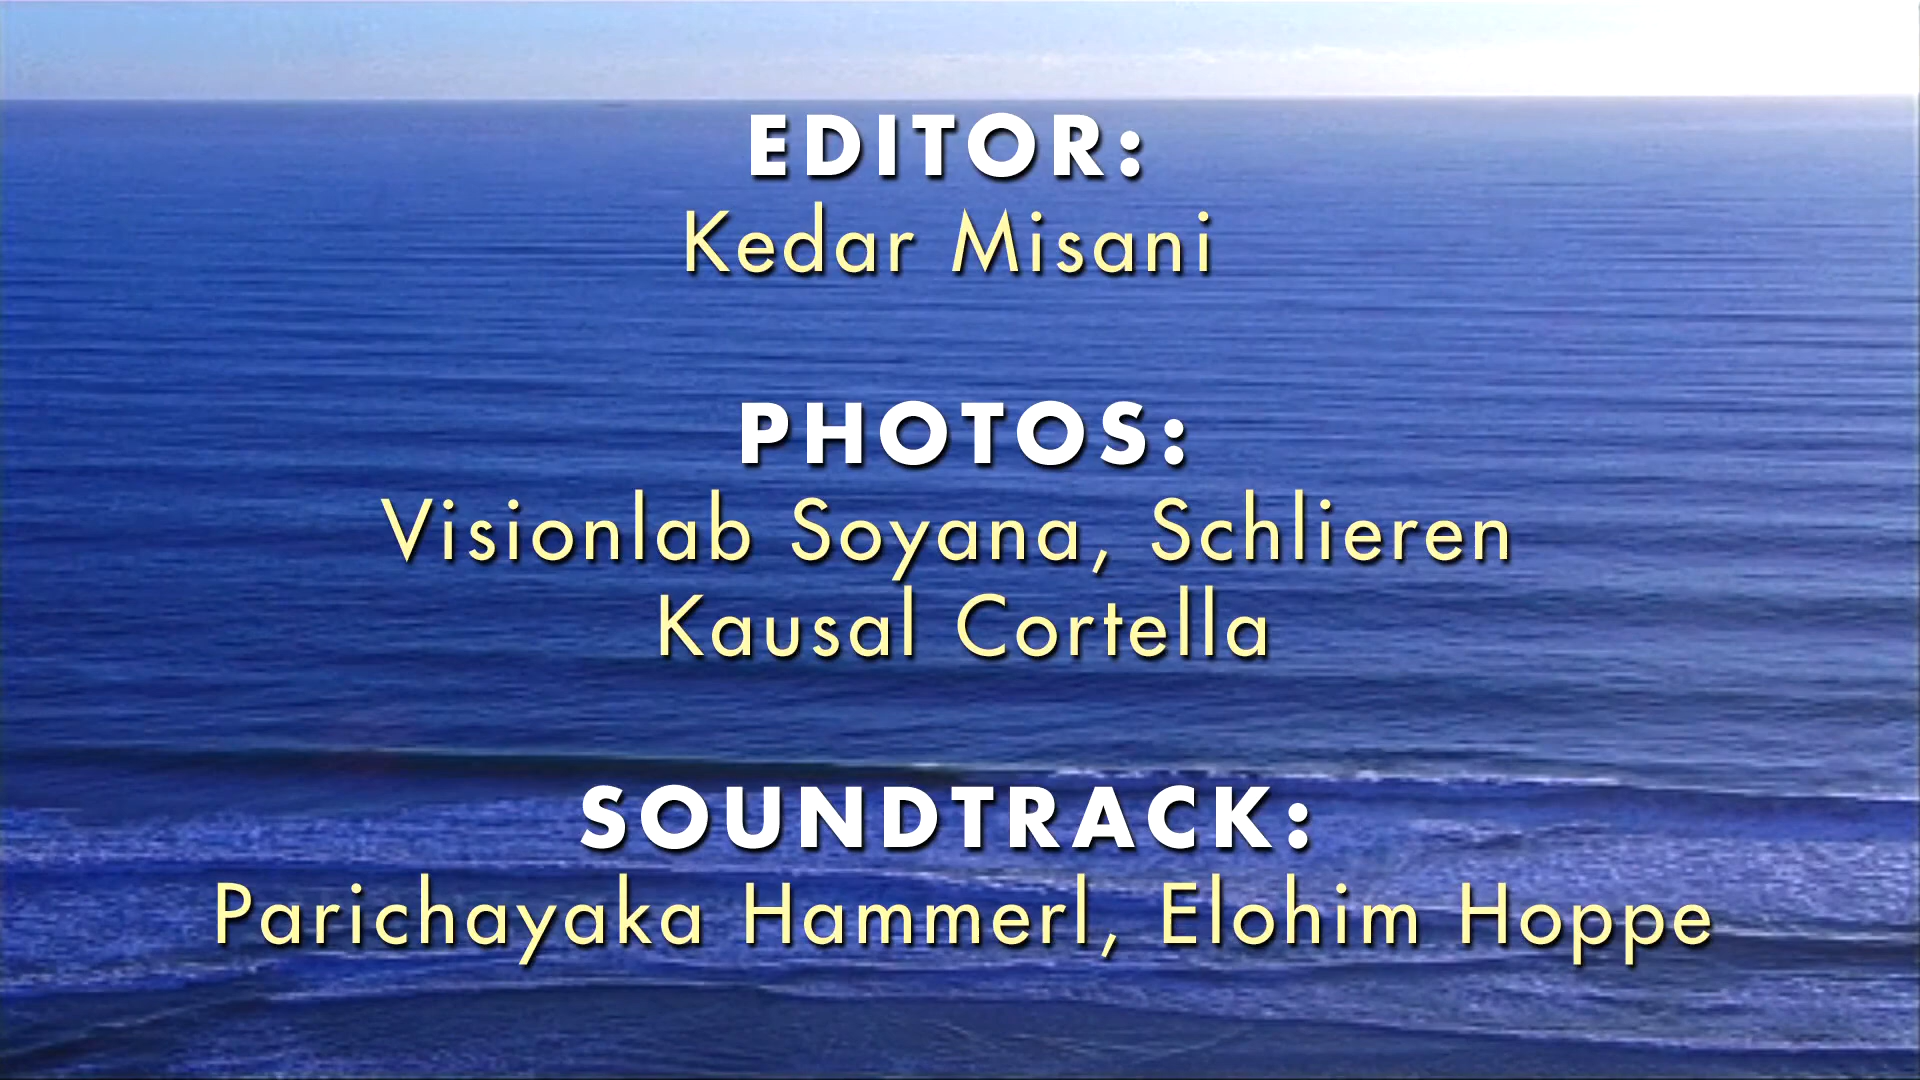 EDITOR:
Kedar Misani
PHOTOS:
Visionlab Soyana, Schlieren
Kausal Cortella
SOUNDTRACK:
Parichayaka Hammerl, Elohim Hoppe